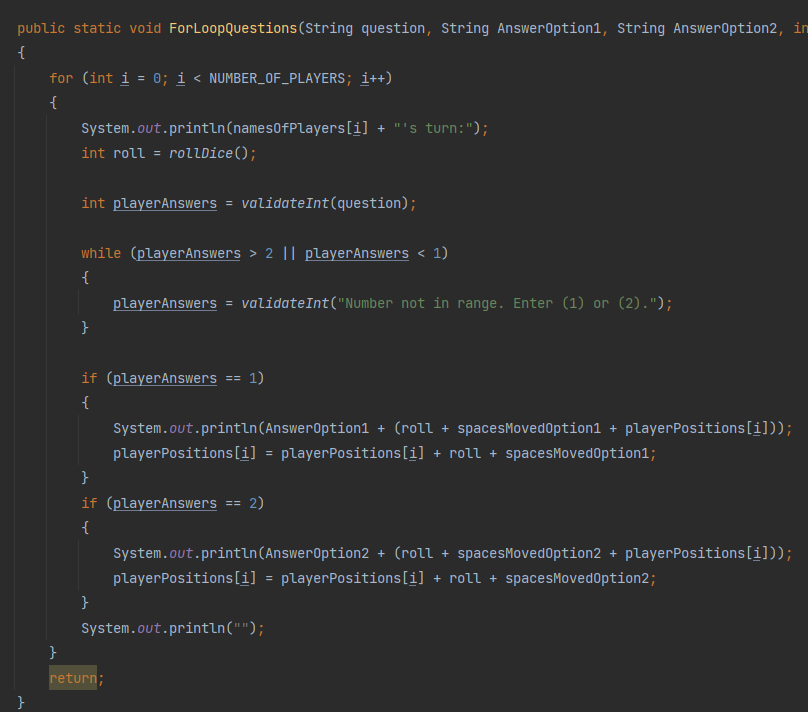 public static void ForLoopQuestions(String question, String AnswerOption1, String AnswerOption2, in
{
for (int i = 0; i < NUMBER_OF_PLAYERS; i++)
{
System.out.println(namesOfPlayers[i] + "'s turn:");
int roll = rollDice();
int playerAnswers = validateInt(question);
while (playerAnswers > 2 || playerAnswers < 1)
{
playerAnswers = validateInt("Number not in range. Enter (1) or (2).");
}
if (playerAnswers == 1)
{
System.out.println(AnswerOption1 + (roll + spacesMovedOption1 + playerPositions[i]));
playerPositions[i] = playerPositions[i] + roll + spacesMovedOption1;
}
if (playerAnswers == 2)
{
System.out.println(AnswerOption2 + (roll + spacesMovedOption2 + playerPositions[i]));
playerPositions[i] = playerPositions[i] + roll + spacesMovedOption2;
}
System.out.println("");
}
return;
}